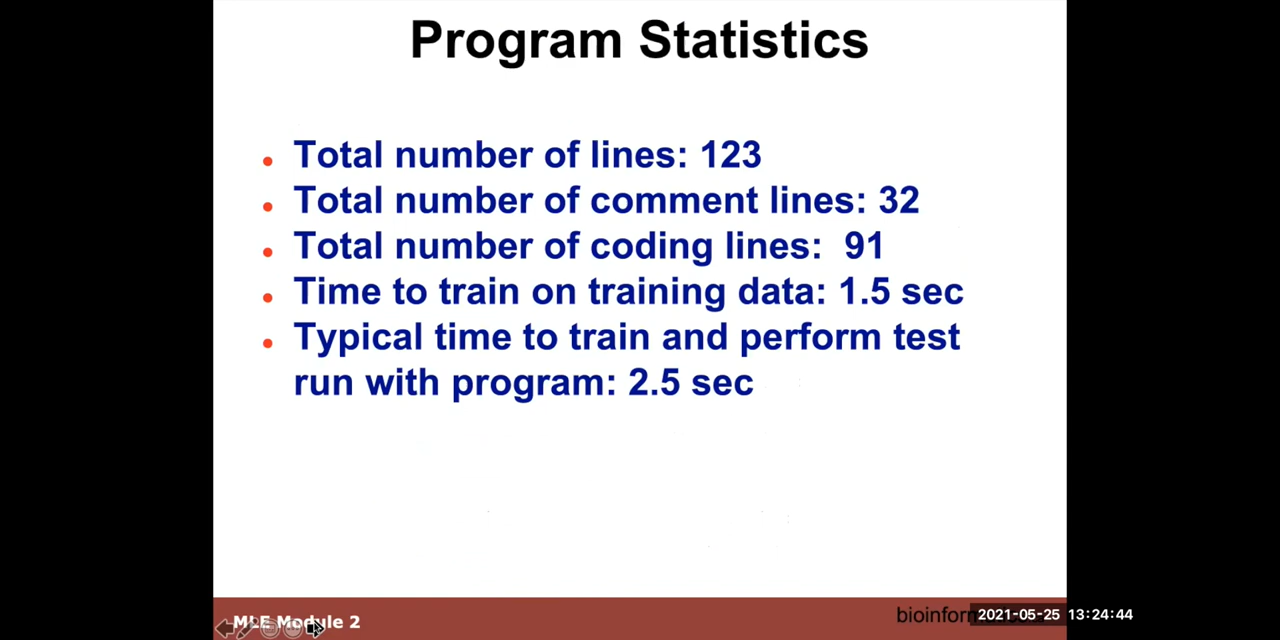 Program Statistics
Total number of lines: 123
Total number of comment lines: 32
Total number of coding lines:  91
Time to train on training data: 1.5 sec
Typical time to train and perform test
run with program: 2.5 sec
MLE Module 2
2021-05-25 13:24:44